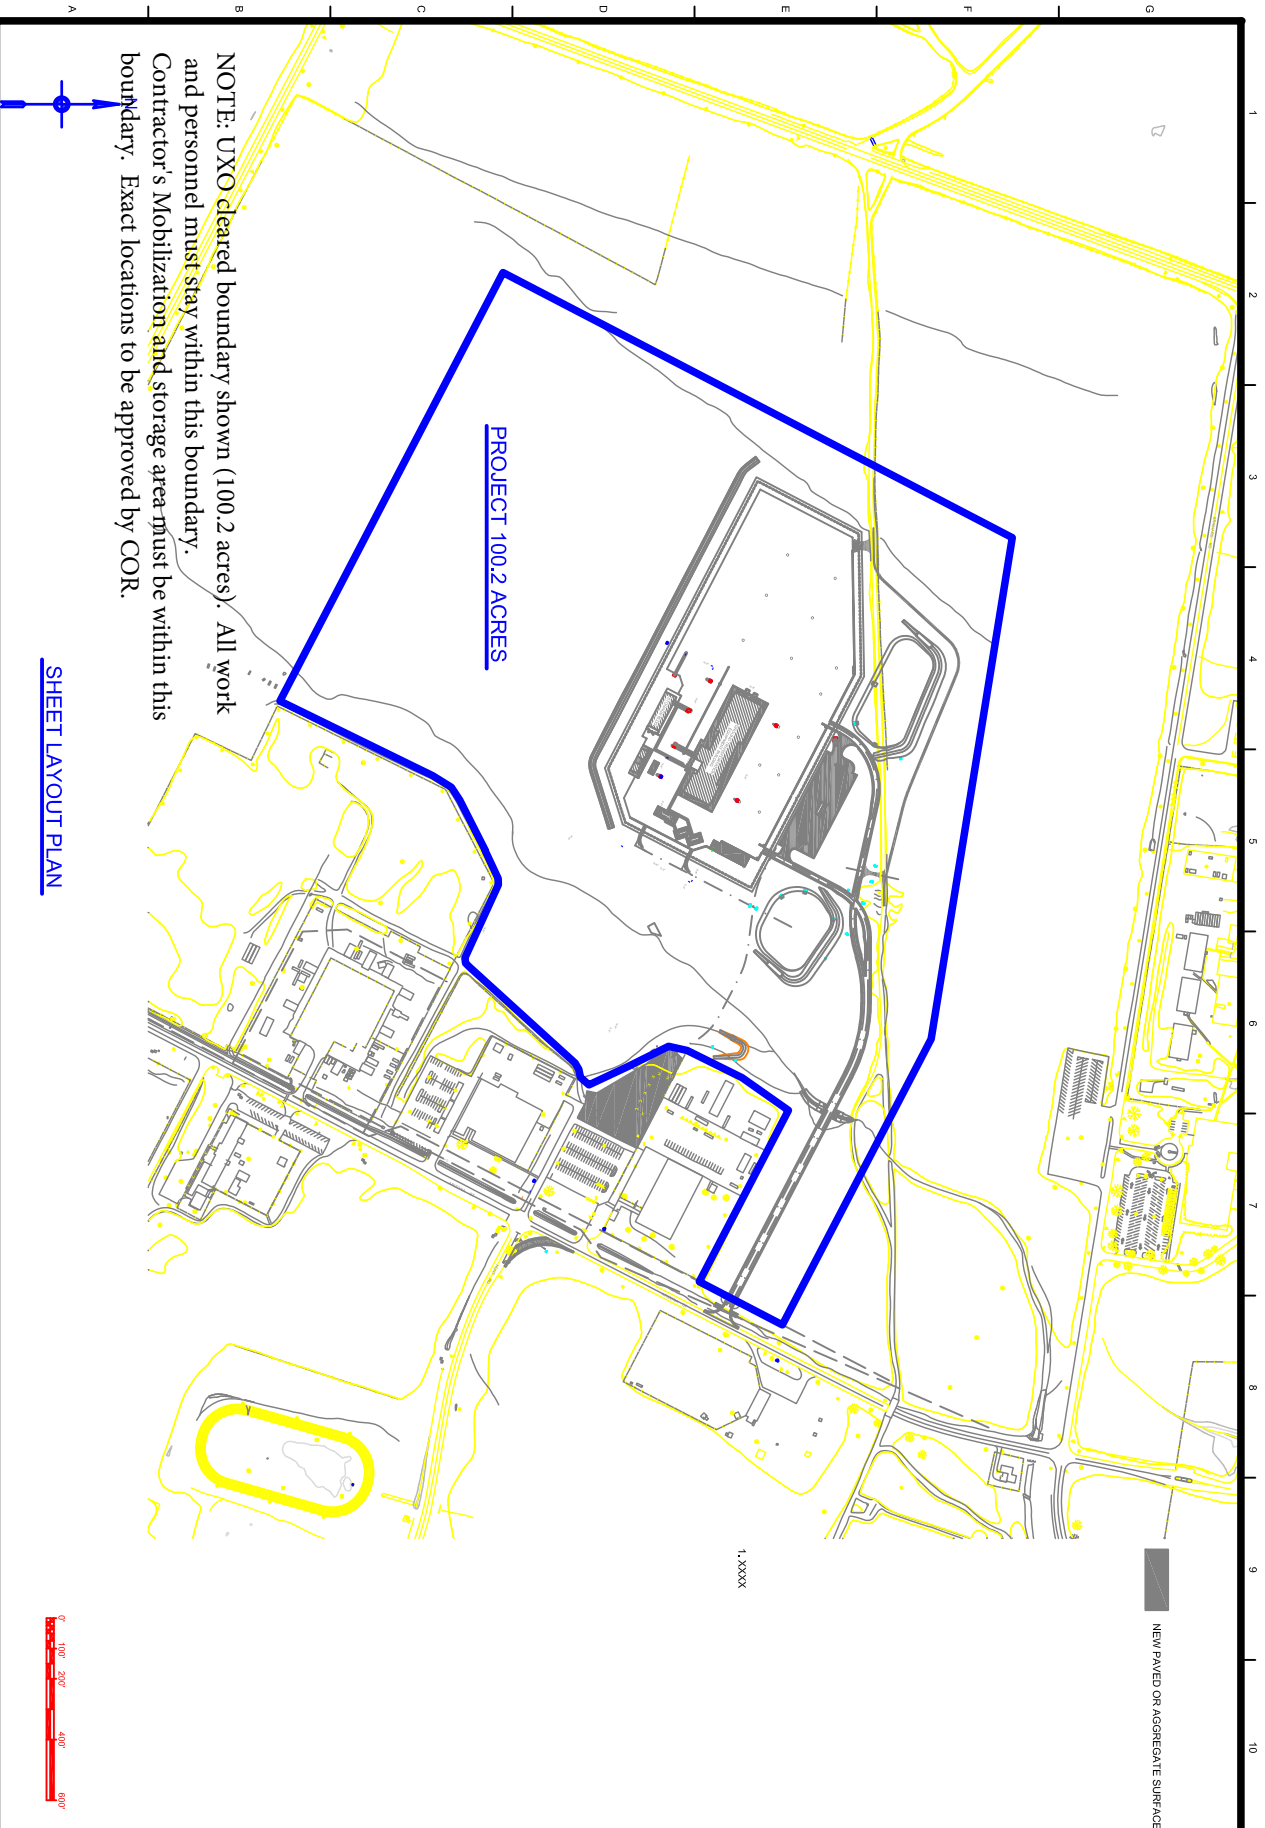 A
B
C
D
E
F
G
1
2
3
4
5
6
7
8
9
10
NOTE: UXO cleared boundary shown (100.2 acres). All work
and personnel must stay within this boundary.
Contractor's Mobilization and storage area must be within this
boundary. Exact locations to be approved by COR.
N
PROJECT 100.2 ACRES
SHEET LAYOUT PLAN
1. XXXX
NEW PAVED OR AGGREGATE SURFACE
0' 100' 200' 400' 600'